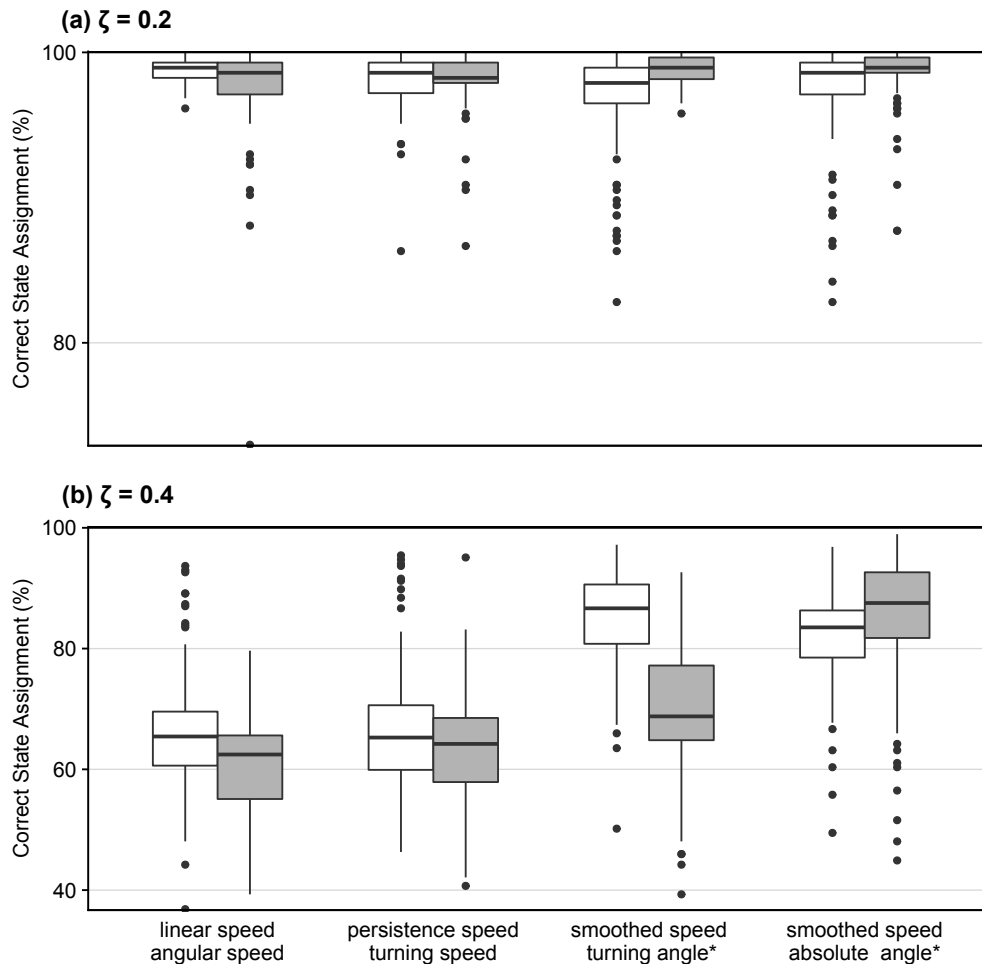 (a) ζ = 0.2
100
80
Correct State Assignment (%)
(b) ζ = 0.4
100
80
60
40
Correct State Assignment (%)
linear speed
angular speed
persistence speed
turning speed
smoothed speed
turning angle*
smoothed speed
absolute angle*